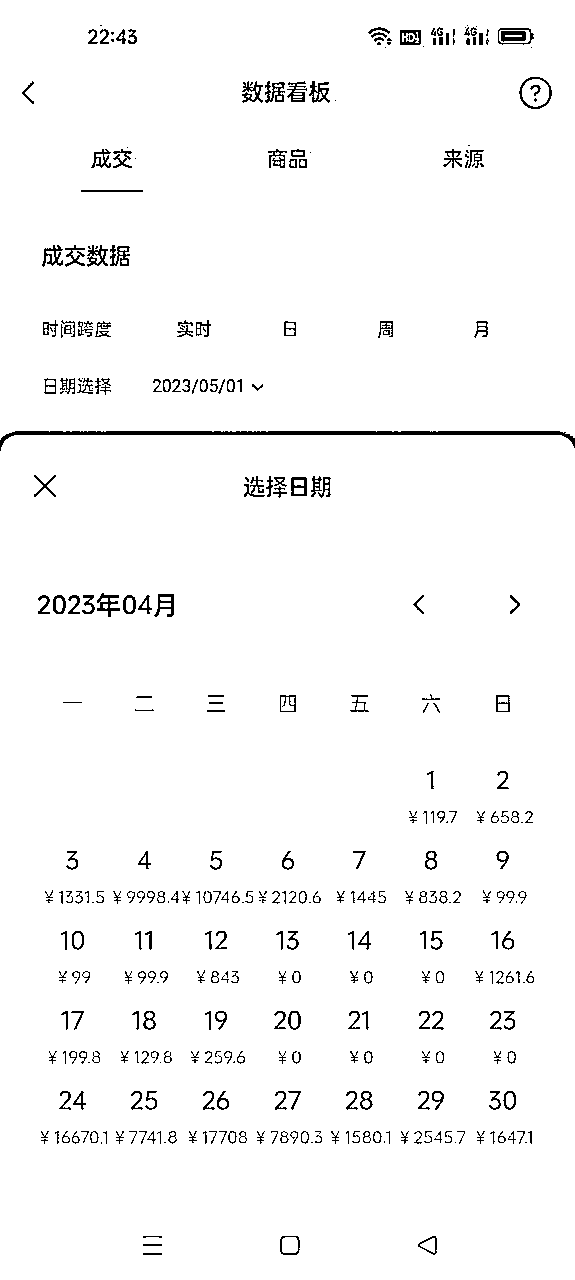 22:43 HD 4G 4G
数据看板 ?
成交 商品 来源
成交数据
时间跨度 实时 日 周 月
日期选择 2023/05/01
选择日期
2023年04月
一 二 三 四 五 六 日
1 2
¥119.7 ¥658.2
3 4 5 6 7 8 9
¥1331.5 ¥9998.4 ¥10746.5 ¥2120.6 ¥1445 ¥838.2 ¥99.9
10 11 12 13 14 15 16
¥99 ¥99.9 ¥843 ¥0 ¥0 ¥0 ¥1261.6
17 18 19 20 21 22 23
¥199.8 ¥129.8 ¥259.6 ¥0 ¥0 ¥0 ¥0
24 25 26 27 28 29 30
¥16670.1 ¥7741.8 ¥17708 ¥7890.3 ¥1580.1 ¥2545.7 ¥1647.1